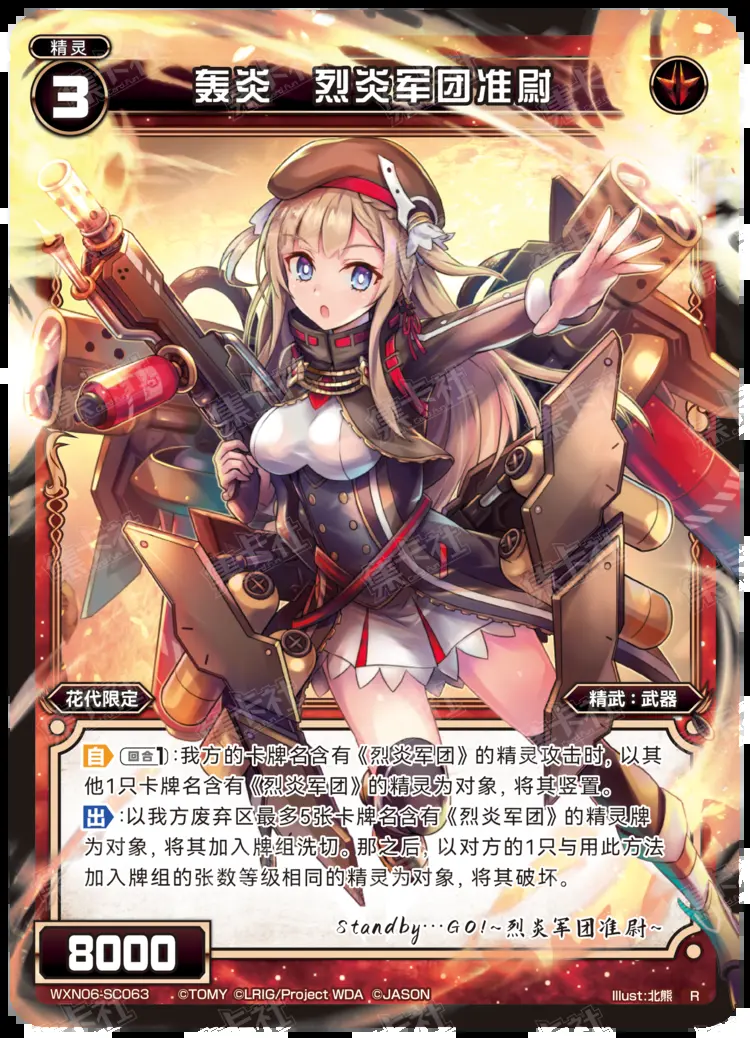 精灵
3
轰炎　烈炎军团准尉
花代限定
精武：武器
自 回合1：我方的卡牌名含有《烈炎军团》的精灵攻击时，以其
他1只卡牌名含有《烈炎军团》的精灵为对象，将其竖置。
出：以我方废弃区最多5张卡牌名含有《烈炎军团》的精灵牌
为对象，将其加入牌组洗切。那之后，以对方的1只与用此方法
加入牌组的张数等级相同的精灵为对象，将其破坏。
Standby…GO!~烈炎军团准尉~
8000
WXN06-SC063 ©TOMY ©LRIG/Project WDA ©JASON
Illust:北熊 R
集卡社